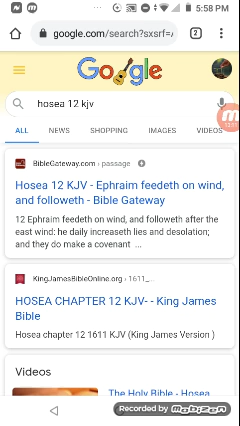 5:58 PM
google.com/search?sxsrf=
2
Google
hosea 12 kjv
ALL NEWS SHOPPING IMAGES VIDEOS
BibleGateway.com › passage
Hosea 12 KJV - Ephraim feedeth on wind,
and followeth - Bible Gateway
12 Ephraim feedeth on wind, and followeth after the
east wind: he daily increaseth lies and desolation;
and they do make a covenant ...
KingJamesBibleOnline.org › 1611_...
HOSEA CHAPTER 12 KJV- - King James
Bible
Hosea chapter 12 1611 KJV (King James Version )
Videos
The Holy Bible - Hosea
Recorded by MOBIZEN